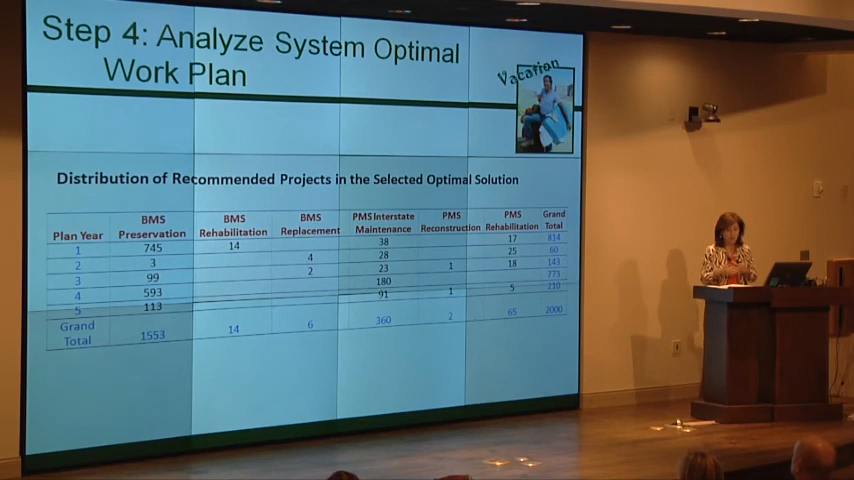 Step 4: Analyze System Optimal
Work Plan
Vacation
Distribution of Recommended Projects in the Selected Optimal Solution
Plan Year BMS Preservation BMS Rehabilitation BMS Replacement PMS Interstate Maintenance PMS Reconstruction PMS Rehabilitation Grand Total
1 745 14 38 17 814
2 3 4 28 25 60
3 99 2 23 1 18 143
4 593 180 773
5 113 91 1 5 210
Grand Total 1553 14 6 360 2 65 2000